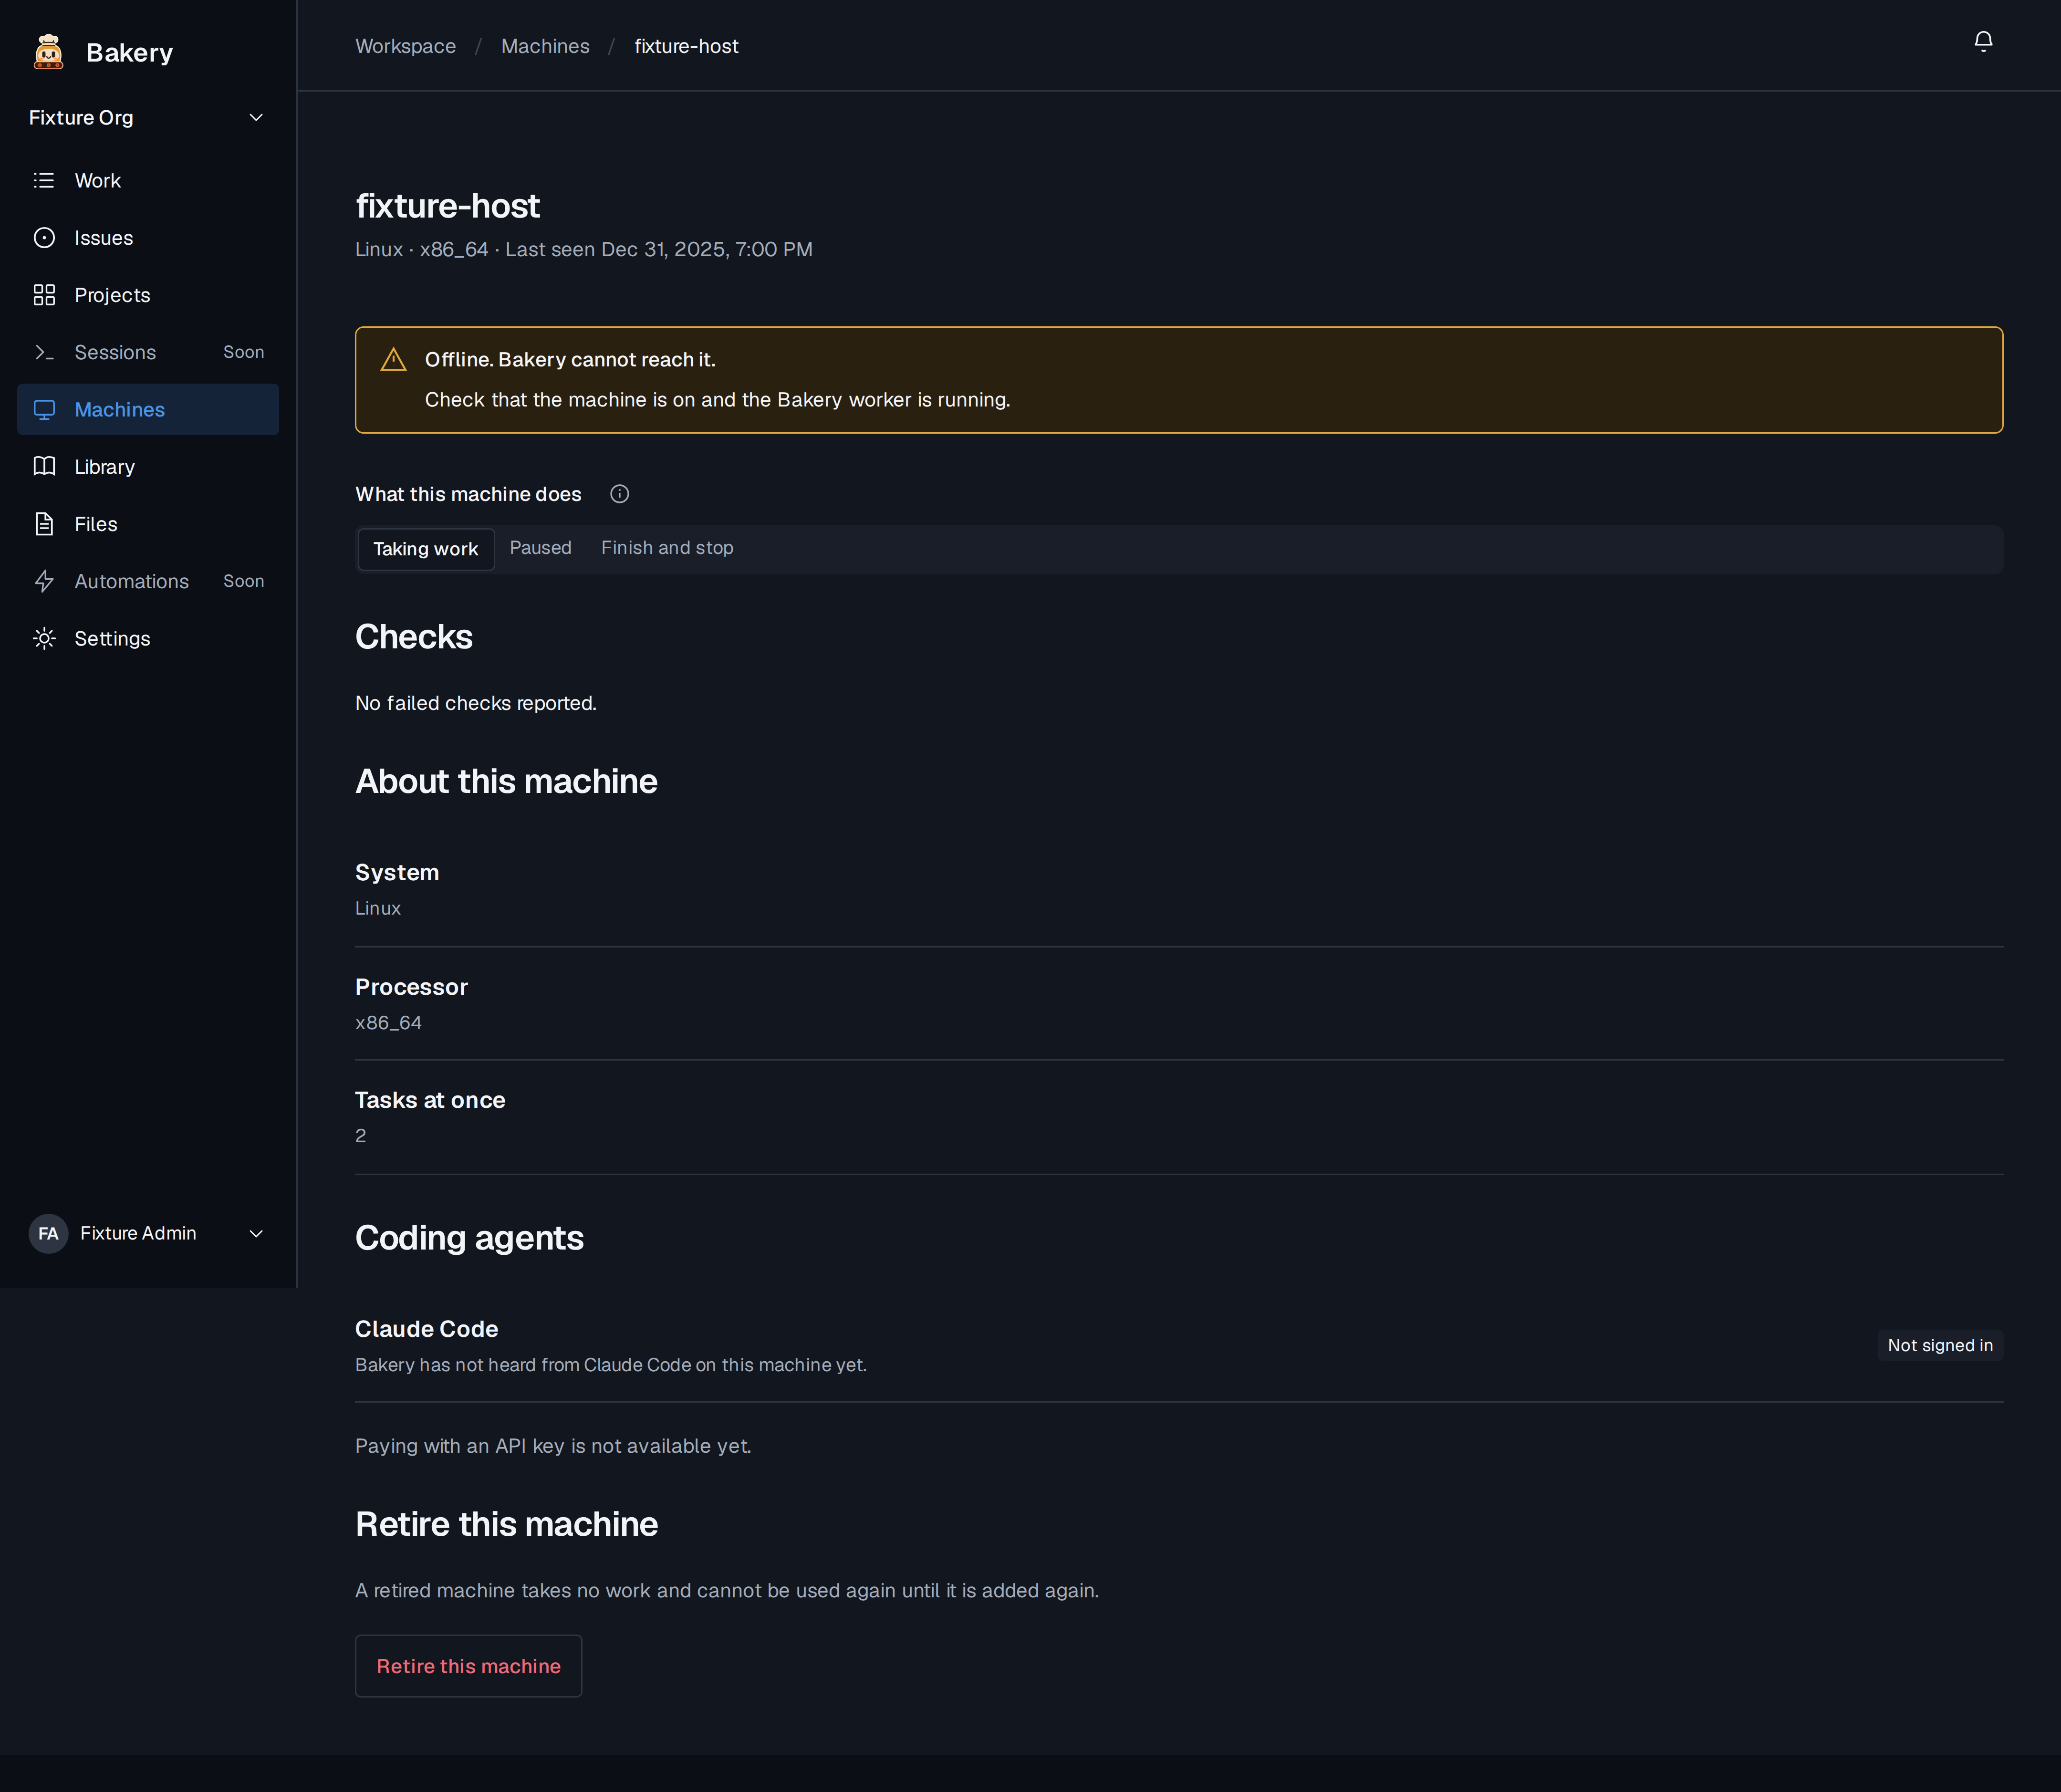 Bakery
Fixture Org
Work
Issues
Projects
Sessions Soon
Machines
Library
Files
Automations Soon
Settings
FA Fixture Admin
Workspace / Machines / fixture-host
fixture-host
Linux · x86_64 · Last seen Dec 31, 2025, 7:00 PM
Offline. Bakery cannot reach it.
Check that the machine is on and the Bakery worker is running.
What this machine does
Taking work Paused Finish and stop
Checks
No failed checks reported.
About this machine
System
Linux
Processor
x86_64
Tasks at once
2
Coding agents
Claude Code
Bakery has not heard from Claude Code on this machine yet.
Not signed in
Paying with an API key is not available yet.
Retire this machine
A retired machine takes no work and cannot be used again until it is added again.
Retire this machine